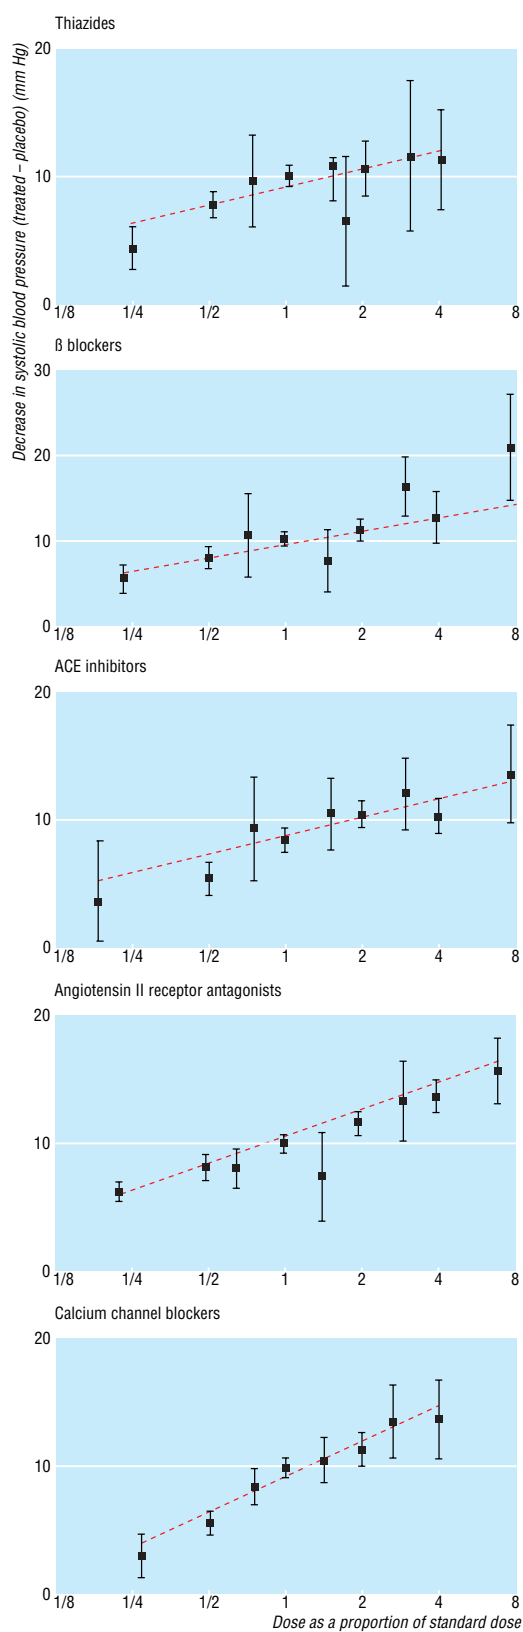 Decrease in systolic blood pressure (treated – placebo) (mm Hg)
Thiazides
20
10
0
1/8 1/4 1/2 1 2 4 8
ß blockers
30
20
10
0
1/8 1/4 1/2 1 2 4 8
ACE inhibitors
20
10
0
1/8 1/4 1/2 1 2 4 8
Angiotensin II receptor antagonists
20
10
0
1/8 1/4 1/2 1 2 4 8
Calcium channel blockers
20
10
0
1/8 1/4 1/2 1 2 4 8
Dose as a proportion of standard dose